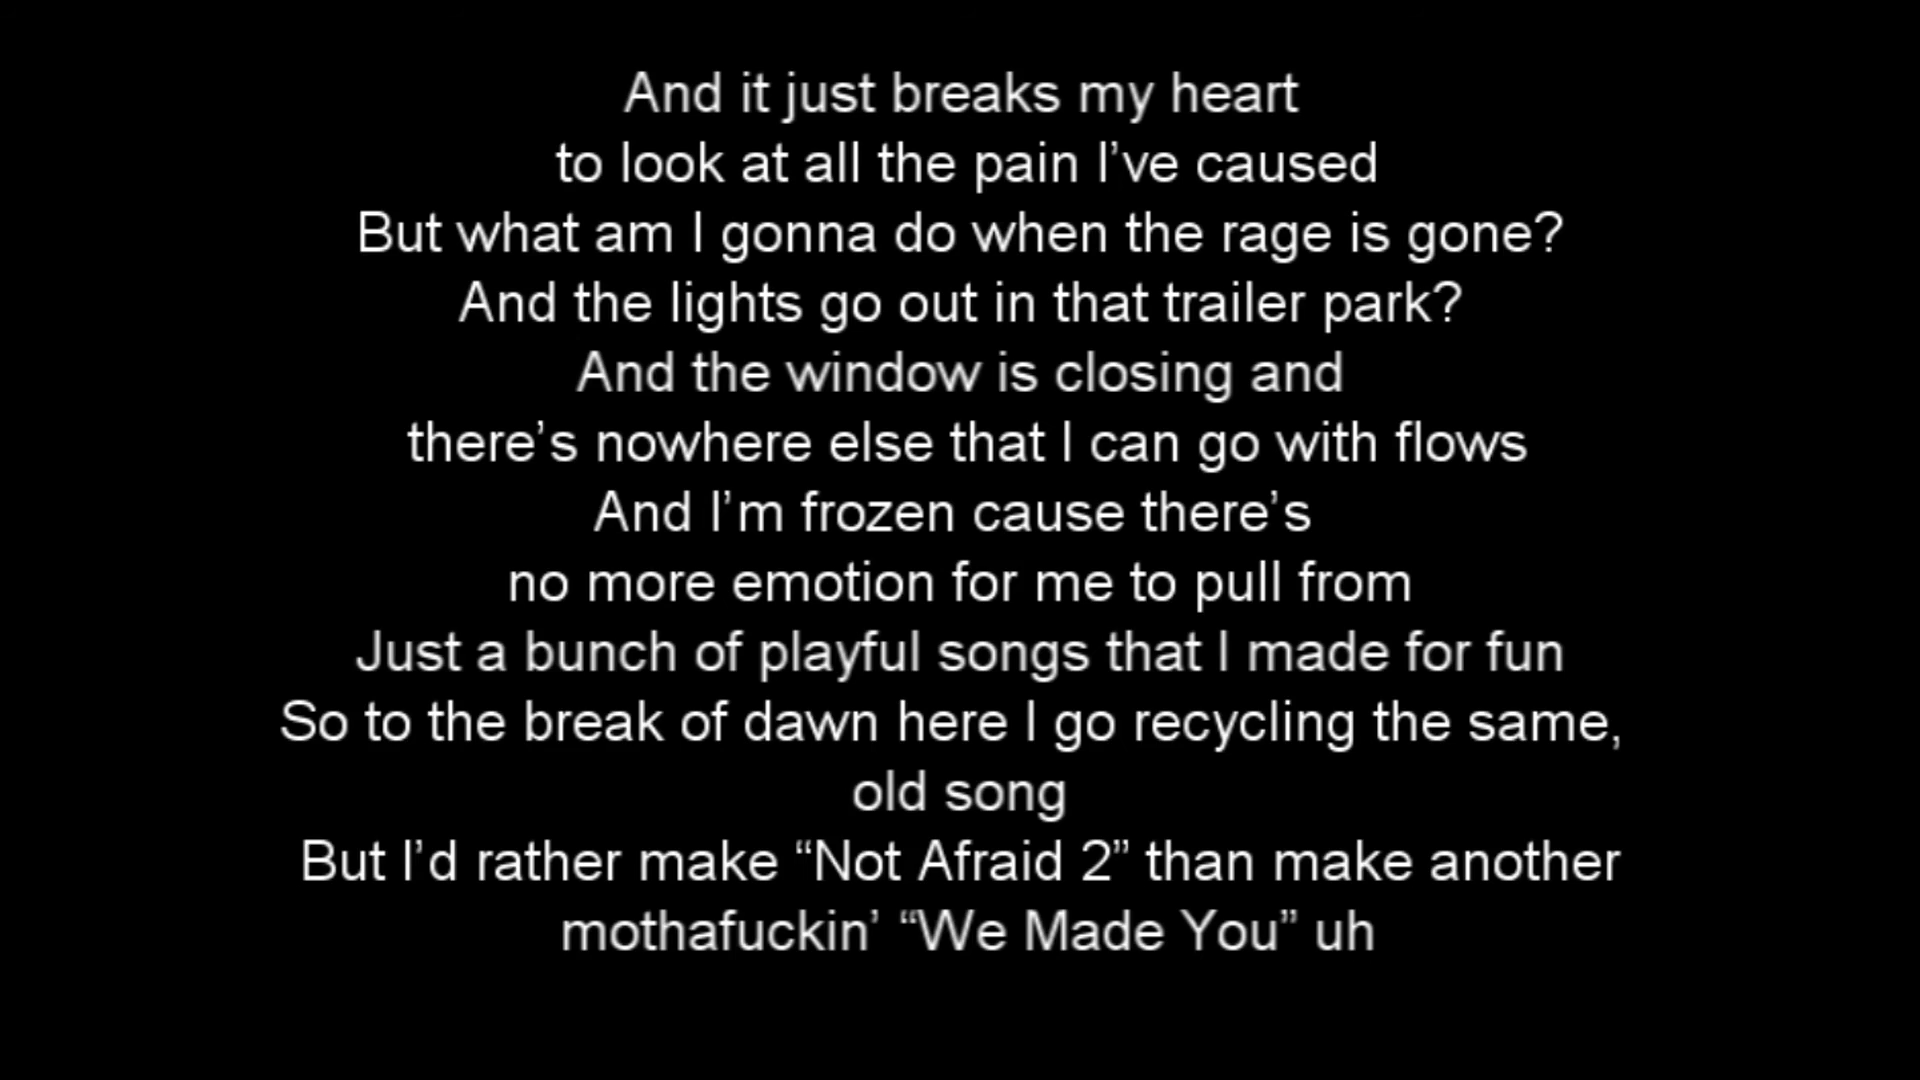 And it just breaks my heart
to look at all the pain I’ve caused
But what am I gonna do when the rage is gone?
And the lights go out in that trailer park?
And the window is closing and
there’s nowhere else that I can go with flows
And I’m frozen cause there’s
no more emotion for me to pull from
Just a bunch of playful songs that I made for fun
So to the break of dawn here I go recycling the same,
old song
But I’d rather make “Not Afraid 2” than make another
mothafuckin’ “We Made You” uh